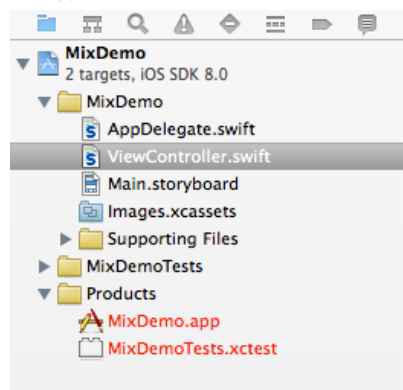 MixDemo
2 targets, iOS SDK 8.0
MixDemo
AppDelegate.swift
ViewController.swift
Main.storyboard
Images.xcassets
Supporting Files
MixDemoTests
Products
MixDemo.app
MixDemoTests.xctest